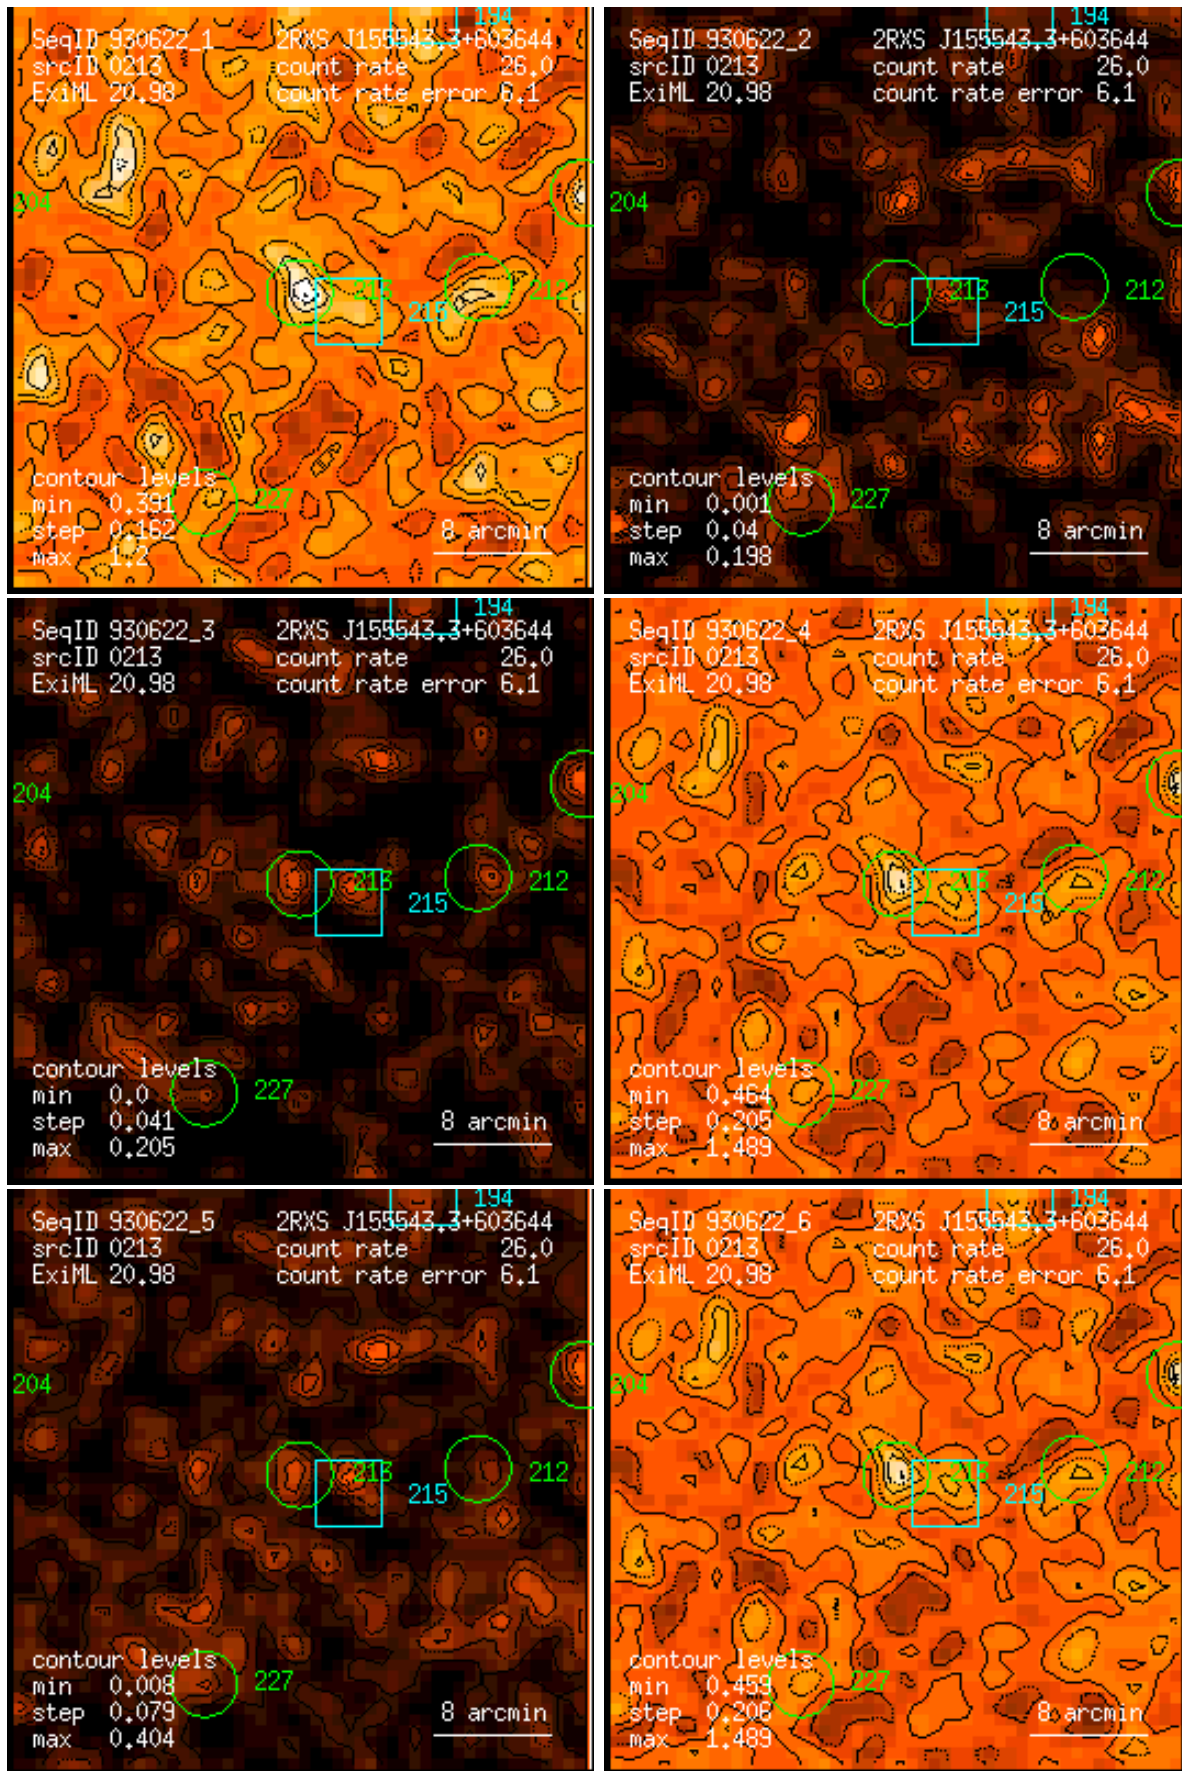 194
SeqID 930622_1 2RXS J155543.3+603644
srcID 0213 count rate 26.0
ExiML 20.98 count rate error 6.1
204
213 212
215
contour levels
min 0.391 227
step 0.162 8 arcmin
max 1.2
194
SeqID 930622_2 2RXS J155543.3+603644
srcID 0213 count rate 26.0
ExiML 20.98 count rate error 6.1
204
213 212
215
contour levels
min 0.001 227
step 0.04 8 arcmin
max 0.198
194
SeqID 930622_3 2RXS J155543.3+603644
srcID 0213 count rate 26.0
ExiML 20.98 count rate error 6.1
204
213 212
215
contour levels
min 0.0 227
step 0.041 8 arcmin
max 0.205
194
SeqID 930622_4 2RXS J155543.3+603644
srcID 0213 count rate 26.0
ExiML 20.98 count rate error 6.1
204
213 212
215
contour levels
min 0.464 227
step 0.205 8 arcmin
max 1.489
194
SeqID 930622_5 2RXS J155543.3+603644
srcID 0213 count rate 26.0
ExiML 20.98 count rate error 6.1
204
213 212
215
contour levels
min 0.008 227
step 0.079 8 arcmin
max 0.404
194
SeqID 930622_6 2RXS J155543.3+603644
srcID 0213 count rate 26.0
ExiML 20.98 count rate error 6.1
204
213 212
215
contour levels
min 0.459 227
step 0.206 8 arcmin
max 1.489